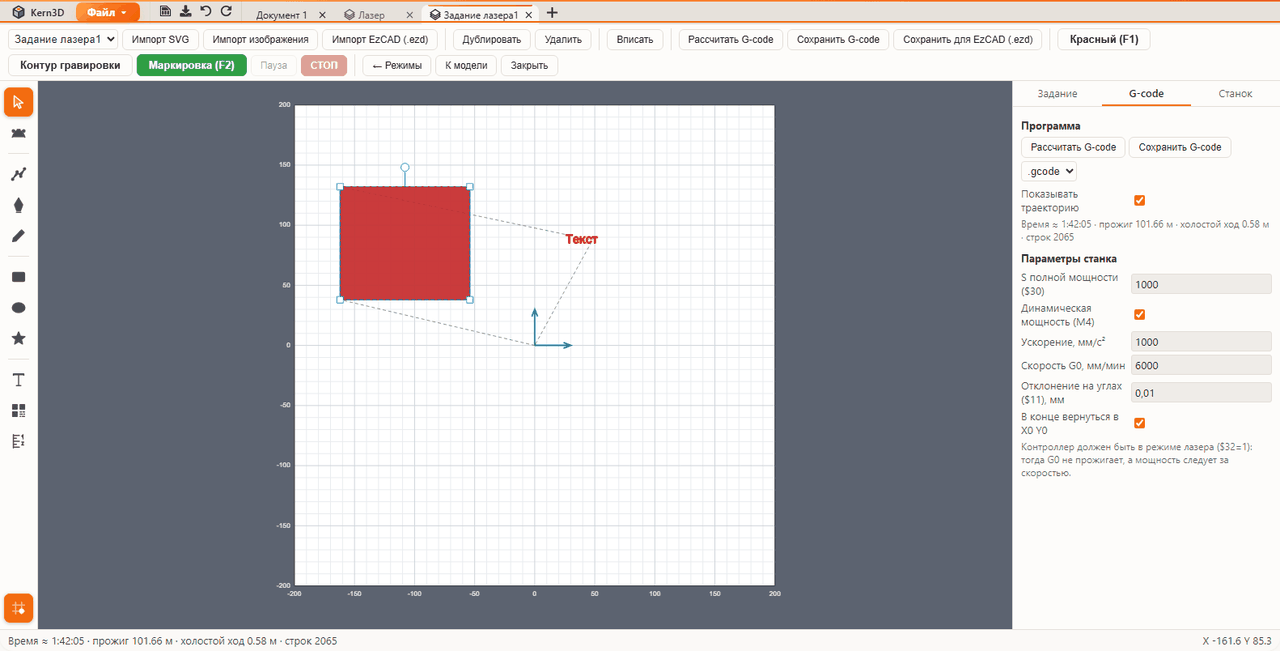 Kern3D Файл Документ 1 × Лазер × Задание лазера1 × +
Задание лазера1 Импорт SVG Импорт изображения Импорт EzCAD (.ezd) Дублировать Удалить Вписать Рассчитать G-code Сохранить G-code Сохранить для EzCAD (.ezd) Красный (F1)
Контур гравировки Маркировка (F2) Пауза СТОП ← Режимы К модели Закрыть
Задание G-code Станок
Программа
Рассчитать G-code Сохранить G-code
.gcode
Показывать
траекторию
Время ≈ 1:42:05 · прожиг 101.66 м · холостой ход 0.58 м
· строк 2065
Параметры станка
S полной мощности
($30)
1000
Динамическая
мощность (M4)
Ускорение, мм/с² 1000
Скорость G0, мм/мин 6000
Отклонение на углах
($11), мм
0,01
В конце вернуться в
X0 Y0
Контроллер должен быть в режиме лазера ($32=1):
тогда G0 не прожигает, а мощность следует за
скоростью.
200
150
100
50
0
-50
-100
-150
-200
-200 -150 -100 -50 0 50 100 150 200
Текст
Время ≈ 1:42:05 · прожиг 101.66 м · холостой ход 0.58 м · строк 2065
X -161.6 Y 85.3